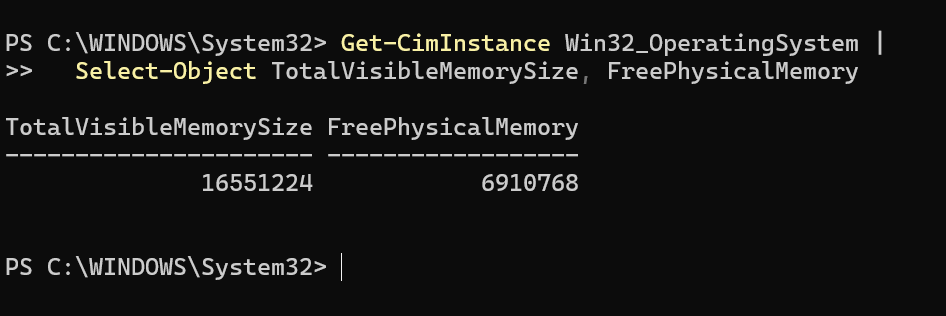 PS C:\WINDOWS\System32> Get-CimInstance Win32_OperatingSystem |
>>   Select-Object TotalVisibleMemorySize, FreePhysicalMemory
TotalVisibleMemorySize FreePhysicalMemory
---------------------- ------------------
              16551224            6910768
PS C:\WINDOWS\System32>